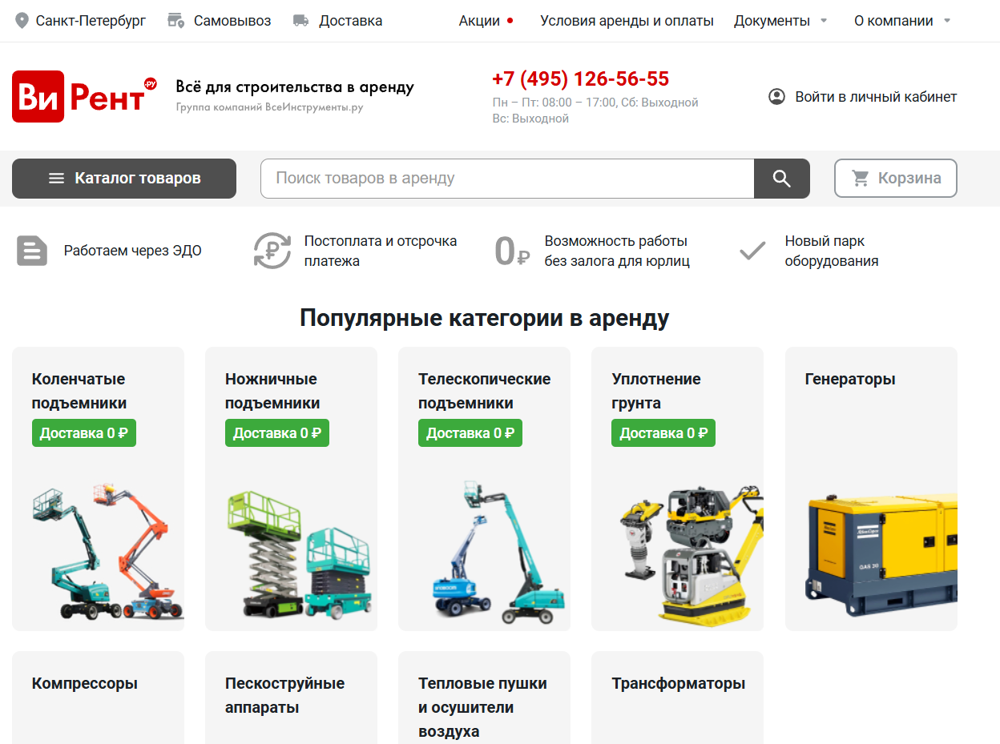 Санкт-Петербург Самовывоз Доставка Акции Условия аренды и оплаты Документы О компании
Ви Рент .РУ
Всё для строительства в аренду
Группа компаний ВсеИнструменты.ру
+7 (495) 126-56-55
Пн – Пт: 08:00 – 17:00, Сб: Выходной
Вс: Выходной
Войти в личный кабинет
Каталог товаров
Поиск товаров в аренду
Корзина
Работаем через ЭДО
Постоплата и отсрочка
платежа
0₽
Возможность работы
без залога для юрлиц
Новый парк
оборудования
Популярные категории в аренду
Коленчатые
подъемники
Доставка 0 ₽
Ножничные
подъемники
Доставка 0 ₽
Телескопические
подъемники
Доставка 0 ₽
Уплотнение
грунта
Доставка 0 ₽
Генераторы
Atlas Copco
QAS 30
Компрессоры
Пескоструйные
аппараты
Тепловые пушки
и осушители
воздуха
Трансформаторы